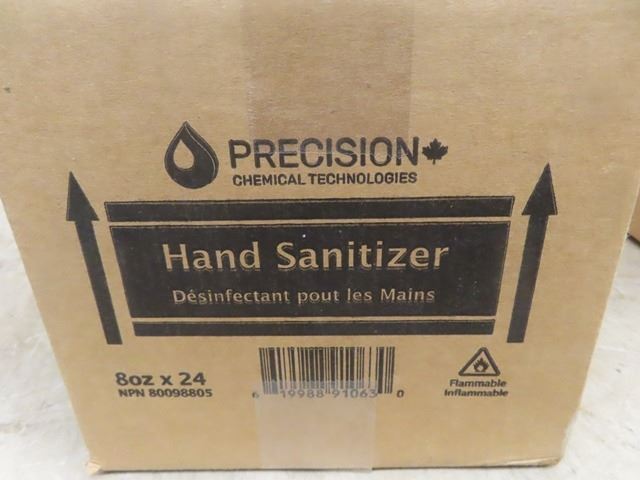 PRECISION
CHEMICAL TECHNOLOGIES
Hand Sanitizer
Désinfectant pout les Mains
8oz x 24
NPN 80098805
6 19988 91063 0
Flammable
Inflammable